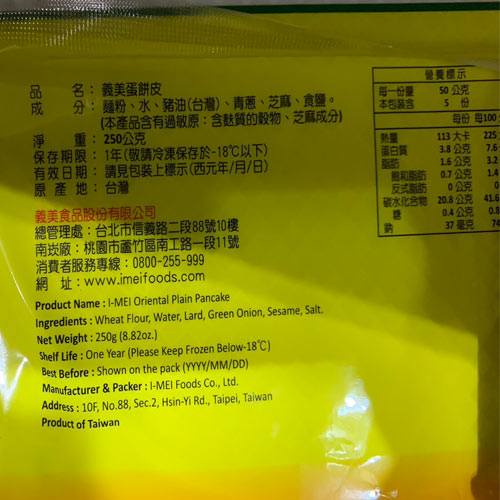 品 名：義美蛋餅皮
成 分：麵粉、水、豬油(台灣)、青蔥、芝麻、食鹽。
(本產品含有過敏原：含麩質的穀物、芝麻成分)
淨 重：250公克
保存期限：1年(敬請冷凍保存於-18℃以下)
有效日期：請見包裝上標示(西元年/月/日)
原 產 地：台灣
義美食品股份有限公司
總管理處：台北市信義路二段88號10樓
南崁廠：桃園市蘆竹區南工路一段11號
消費者服務專線：0800-255-999
網 址：www.imeifoods.com
Product Name : I-MEI Oriental Plain Pancake
Ingredients : Wheat Flour, Water, Lard, Green Onion, Sesame, Salt.
Net Weight : 250g (8.82oz.)
Shelf Life : One Year (Please Keep Frozen Below-18℃)
Best Before : Shown on the pack (YYYY/MM/DD)
Manufacturer & Packer : I-MEI Foods Co., Ltd.
Address : 10F, No.88, Sec.2, Hsin-Yi Rd., Taipei, Taiwan
Product of Taiwan
營養標示
每一份量 50 公克
本包裝含 5 份
每份 每100
熱量 113 大卡 225
蛋白質 3.8 公克 7.6
脂肪 1.6 公克 3.2
飽和脂肪 0.7 公克 1.4
反式脂肪 0 公克 0
碳水化合物 20.8 公克 41.6
糖 0.4 公克 0.8
鈉 37 毫克 74